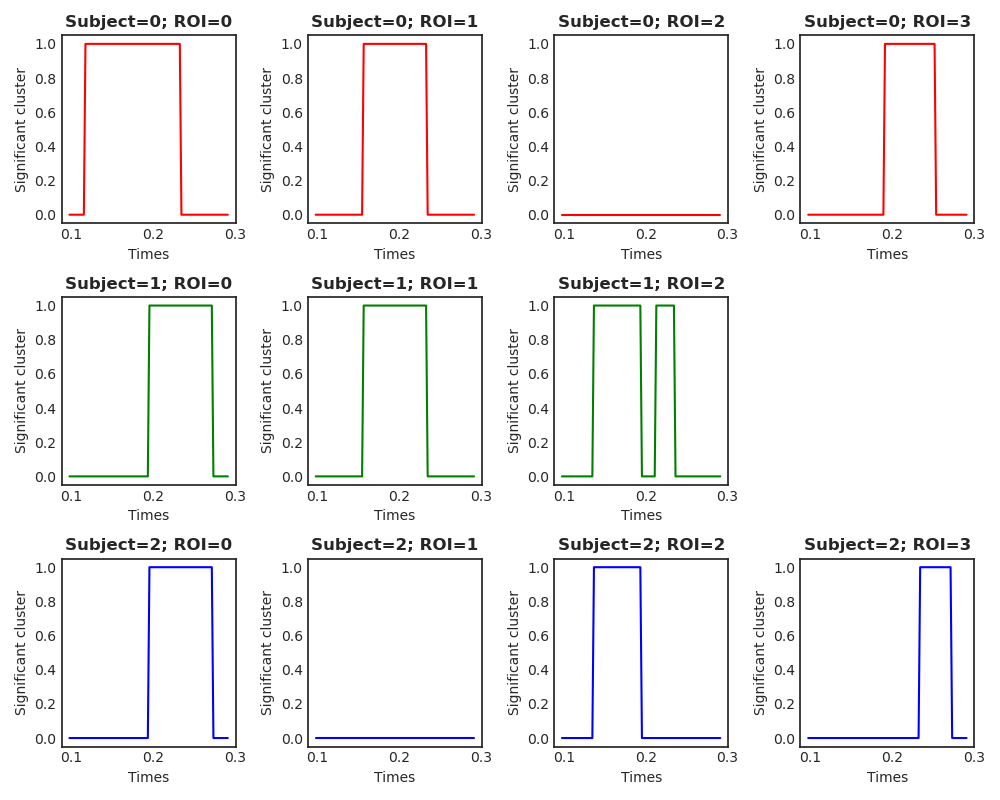 Subject=0; ROI=0
1.0
0.8
0.6
0.4
0.2
0.0
Significant cluster
0.1 0.2 0.3
Times
Subject=0; ROI=1
1.0
0.8
0.6
0.4
0.2
0.0
Significant cluster
0.1 0.2 0.3
Times
Subject=0; ROI=2
1.0
0.8
0.6
0.4
0.2
0.0
Significant cluster
0.1 0.2 0.3
Times
Subject=0; ROI=3
1.0
0.8
0.6
0.4
0.2
0.0
Significant cluster
0.1 0.2 0.3
Times
Subject=1; ROI=0
1.0
0.8
0.6
0.4
0.2
0.0
Significant cluster
0.1 0.2 0.3
Times
Subject=1; ROI=1
1.0
0.8
0.6
0.4
0.2
0.0
Significant cluster
0.1 0.2 0.3
Times
Subject=1; ROI=2
1.0
0.8
0.6
0.4
0.2
0.0
Significant cluster
0.1 0.2 0.3
Times
Subject=2; ROI=0
1.0
0.8
0.6
0.4
0.2
0.0
Significant cluster
0.1 0.2 0.3
Times
Subject=2; ROI=1
1.0
0.8
0.6
0.4
0.2
0.0
Significant cluster
0.1 0.2 0.3
Times
Subject=2; ROI=2
1.0
0.8
0.6
0.4
0.2
0.0
Significant cluster
0.1 0.2 0.3
Times
Subject=2; ROI=3
1.0
0.8
0.6
0.4
0.2
0.0
Significant cluster
0.1 0.2 0.3
Times